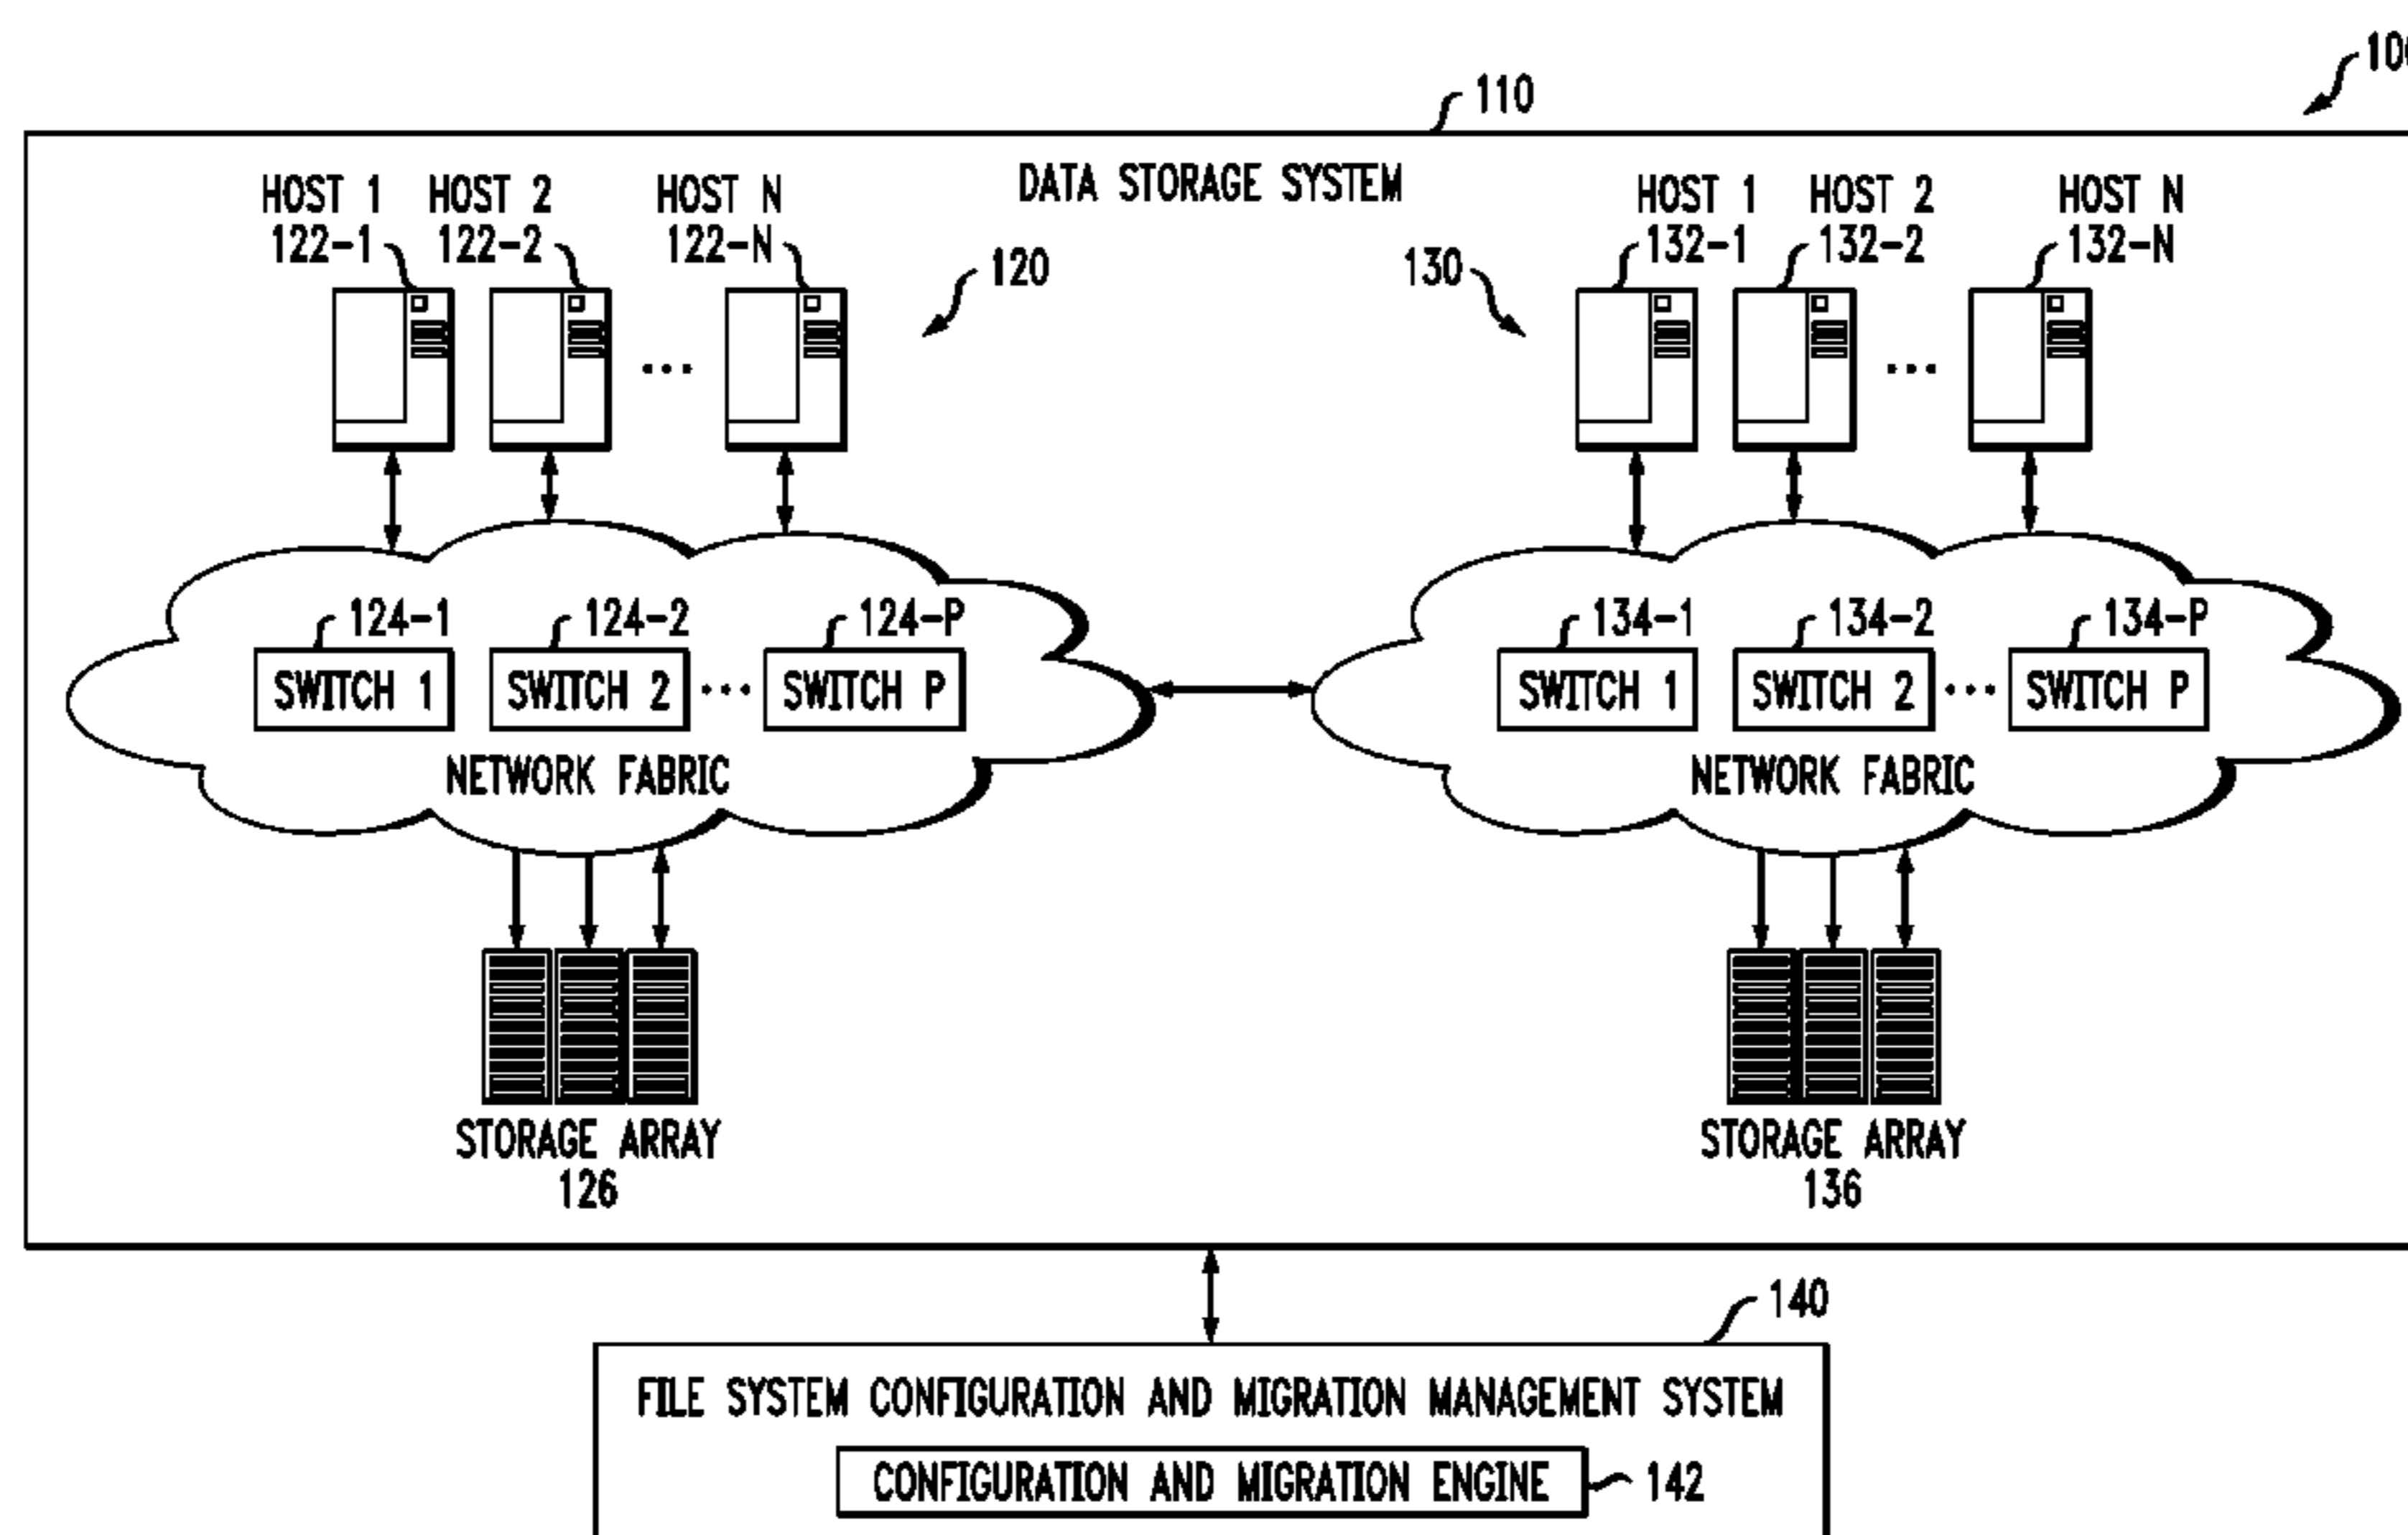 110
DATA STORAGE SYSTEM
HOST 1 HOST 2 HOST N
122-1 122-2 122-N
120
HOST 1 HOST 2 HOST N
132-1 132-2 132-N
130
...
...
124-1 124-2 124-P
SWITCH 1 SWITCH 2 ... SWITCH P
NETWORK FABRIC
134-1 134-2 134-P
SWITCH 1 SWITCH 2 ... SWITCH P
NETWORK FABRIC
STORAGE ARRAY
126
STORAGE ARRAY
136
140
FILE SYSTEM CONFIGURATION AND MIGRATION MANAGEMENT SYSTEM
CONFIGURATION AND MIGRATION ENGINE
142